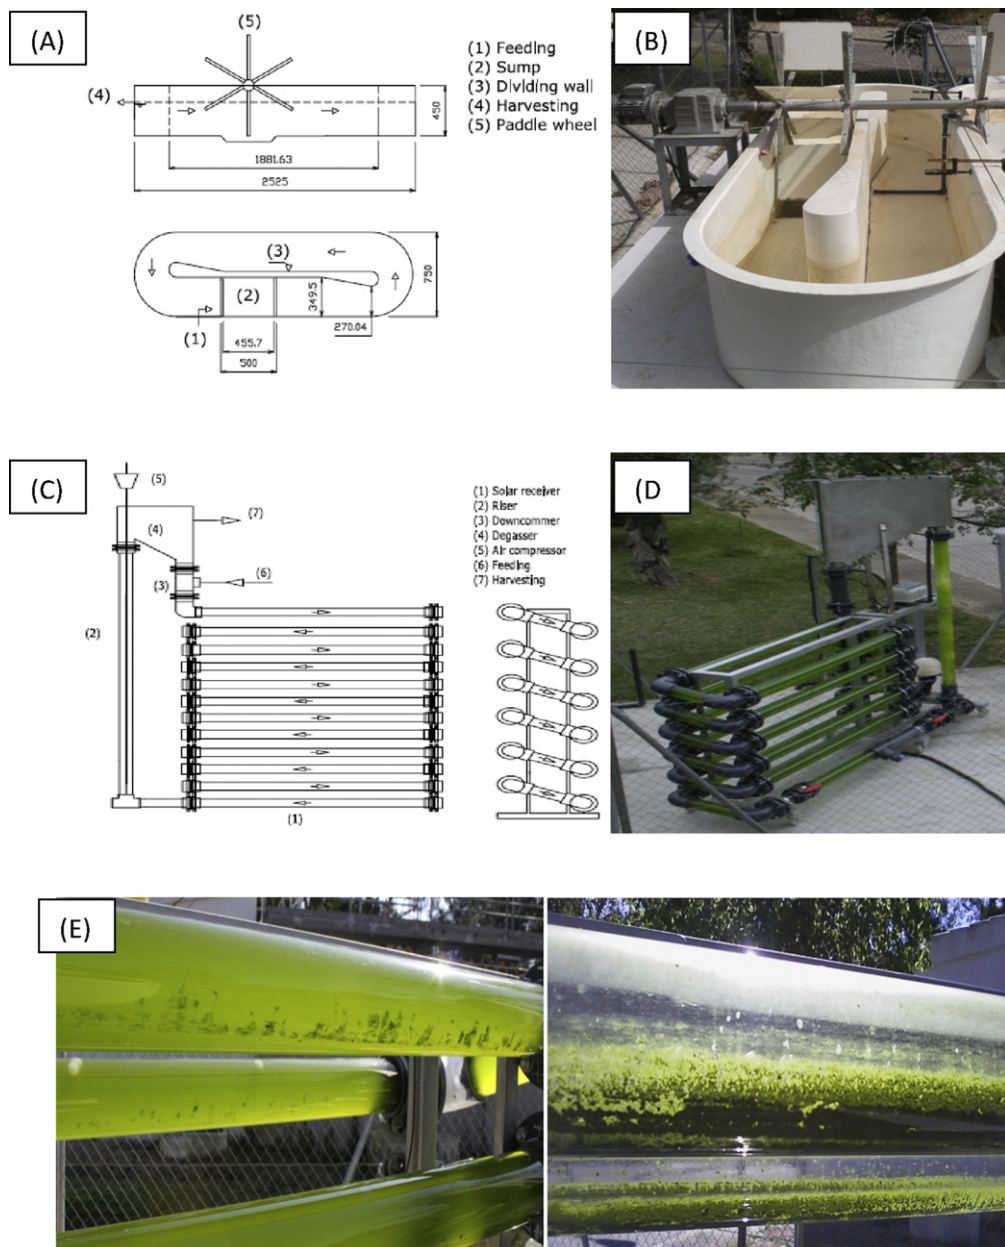 (A)
(5)
(4)
450
1881.63
2525
(1) Feeding
(2) Sump
(3) Dividing wall
(4) Harvesting
(5) Paddle wheel
(3)
(2)
(1)
349.5
270.04
750
455.7
500
(B)
(C)
(5)
(7)
(4)
(6)
(3)
(2)
(1)
(1) Solar receiver
(2) Riser
(3) Downcommer
(4) Degasser
(5) Air compressor
(6) Feeding
(7) Harvesting
(D)
(E)